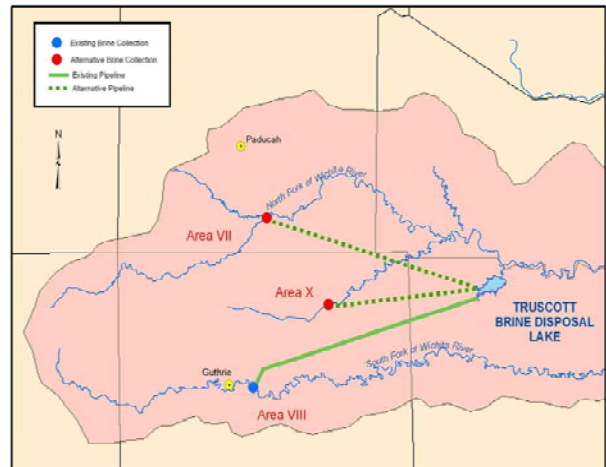 Existing Brine Collection
Alternative Brine Collection
Existing Pipeline
Alternative Pipeline
N
Paducah
North Fork of Wichita River
Area VII
Area X
TRUSCOTT
BRINE DISPOSAL
LAKE
South Fork of Wichita River
Guthrie
Area VIII